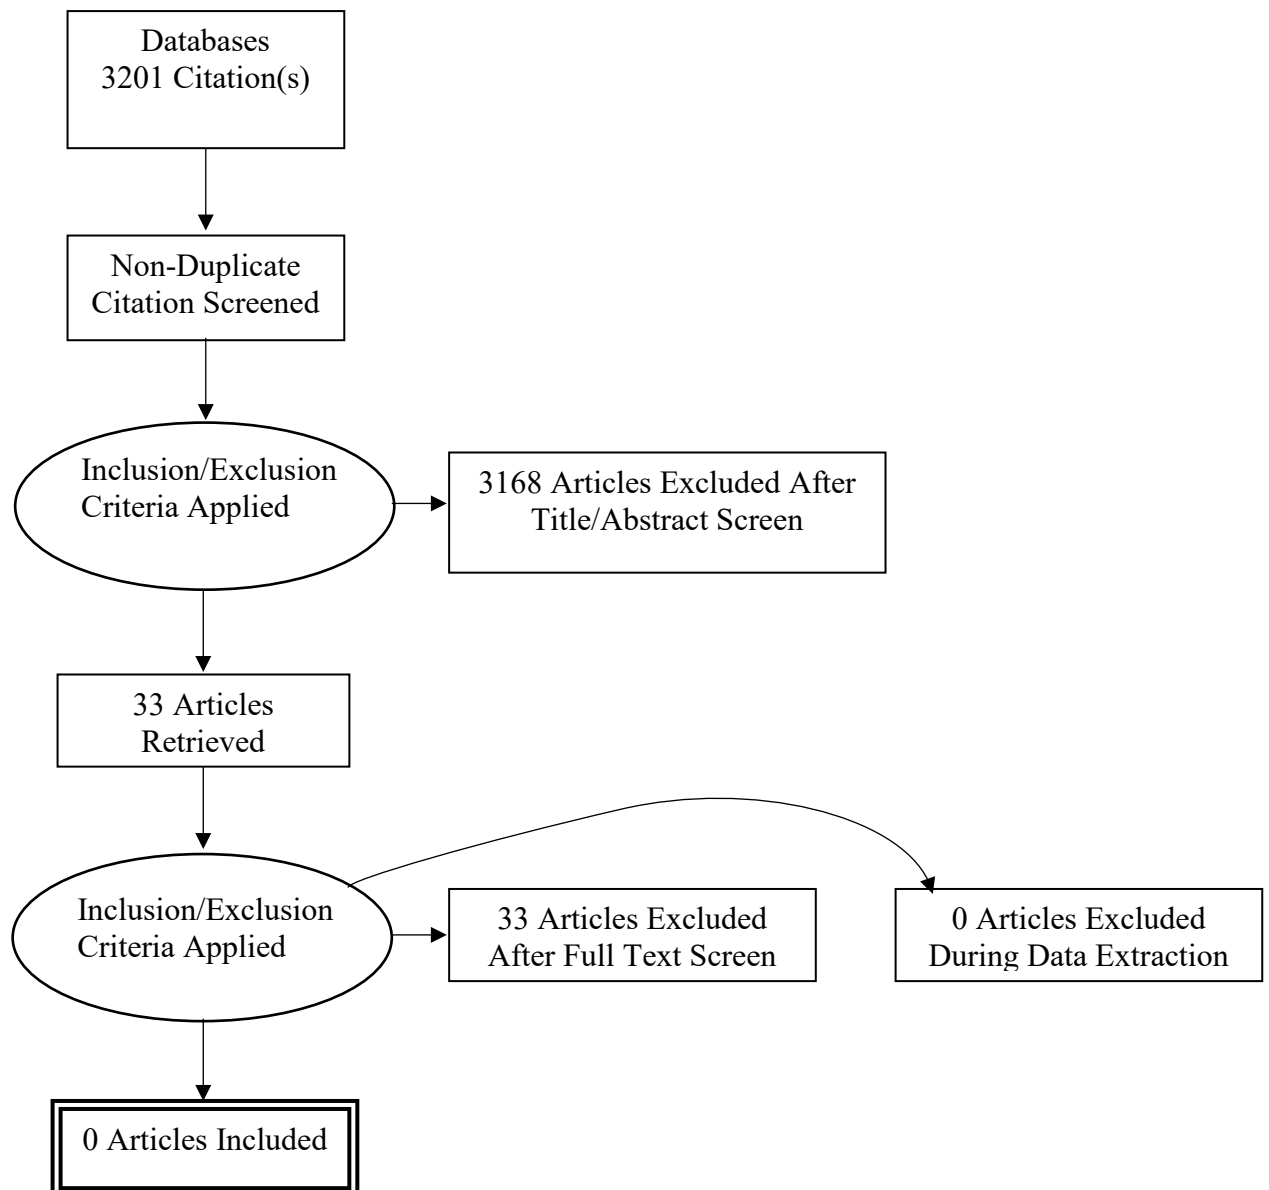 Databases
3201 Citation(s)
Non-Duplicate
Citation Screened
Inclusion/Exclusion
Criteria Applied
3168 Articles Excluded After
Title/Abstract Screen
33 Articles
Retrieved
Inclusion/Exclusion
Criteria Applied
33 Articles Excluded
After Full Text Screen
0 Articles Excluded
During Data Extraction
0 Articles Included